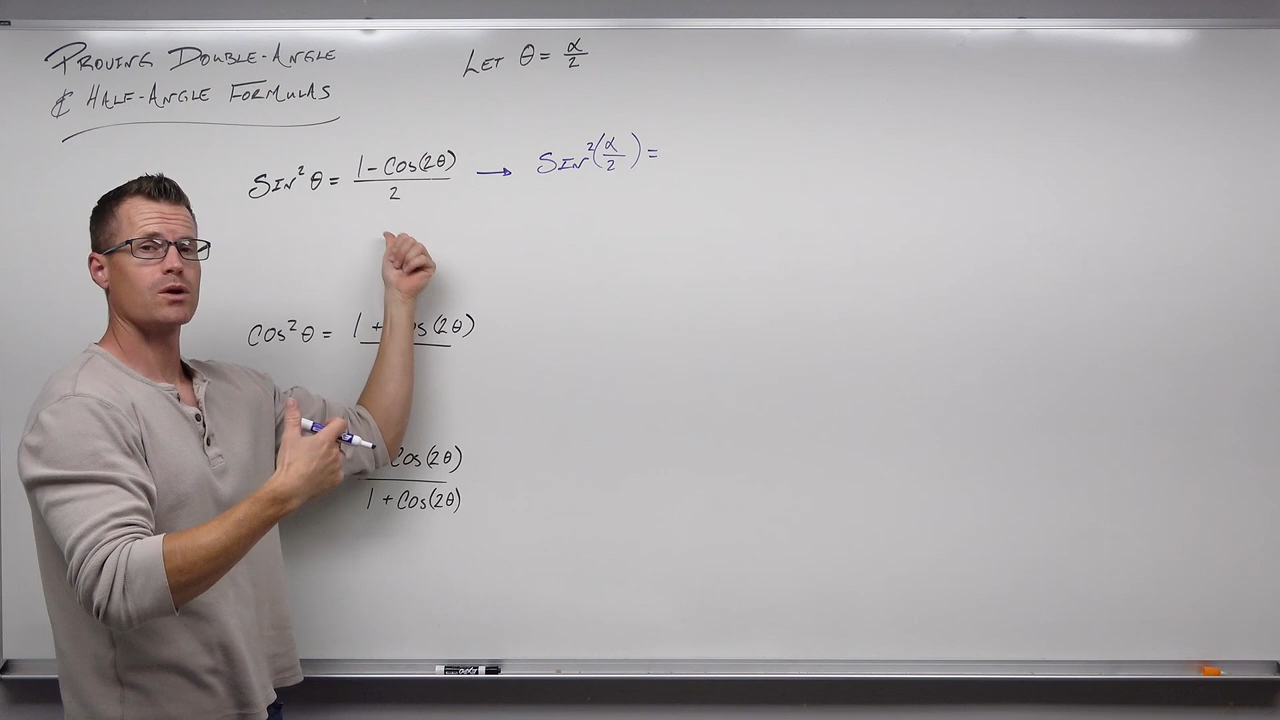 PROVING DOUBLE-ANGLE
& HALF-ANGLE FORMULAS
LET θ = α/2
SIN²θ = (1 - COS(2θ))/2 → SIN²(α/2) =
COS²θ = 1 + COS(2θ)
COS(2θ)
1 + COS(2θ)
EXPO